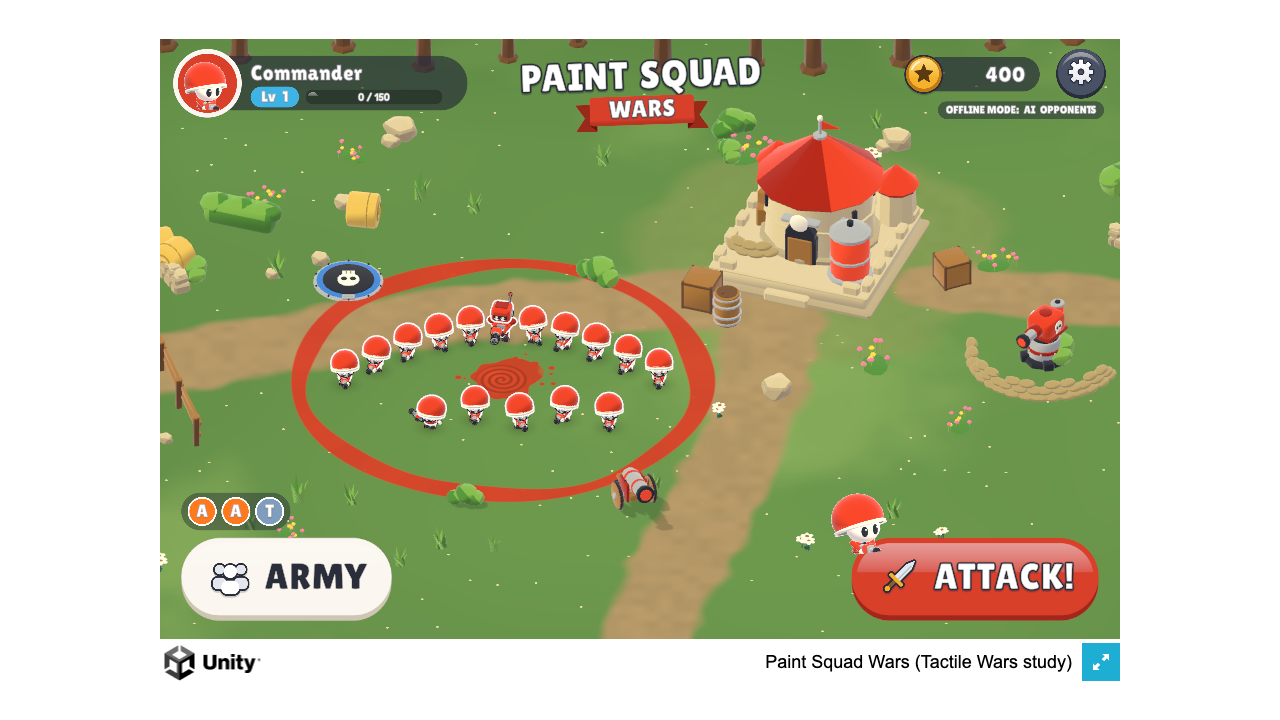 Commander
Lv 1
0 / 150
PAINT SQUAD
WARS
400
OFFLINE MODE: AI OPPONENTS
A A T
ARMY
ATTACK!
Unity
Paint Squad Wars (Tactile Wars study)